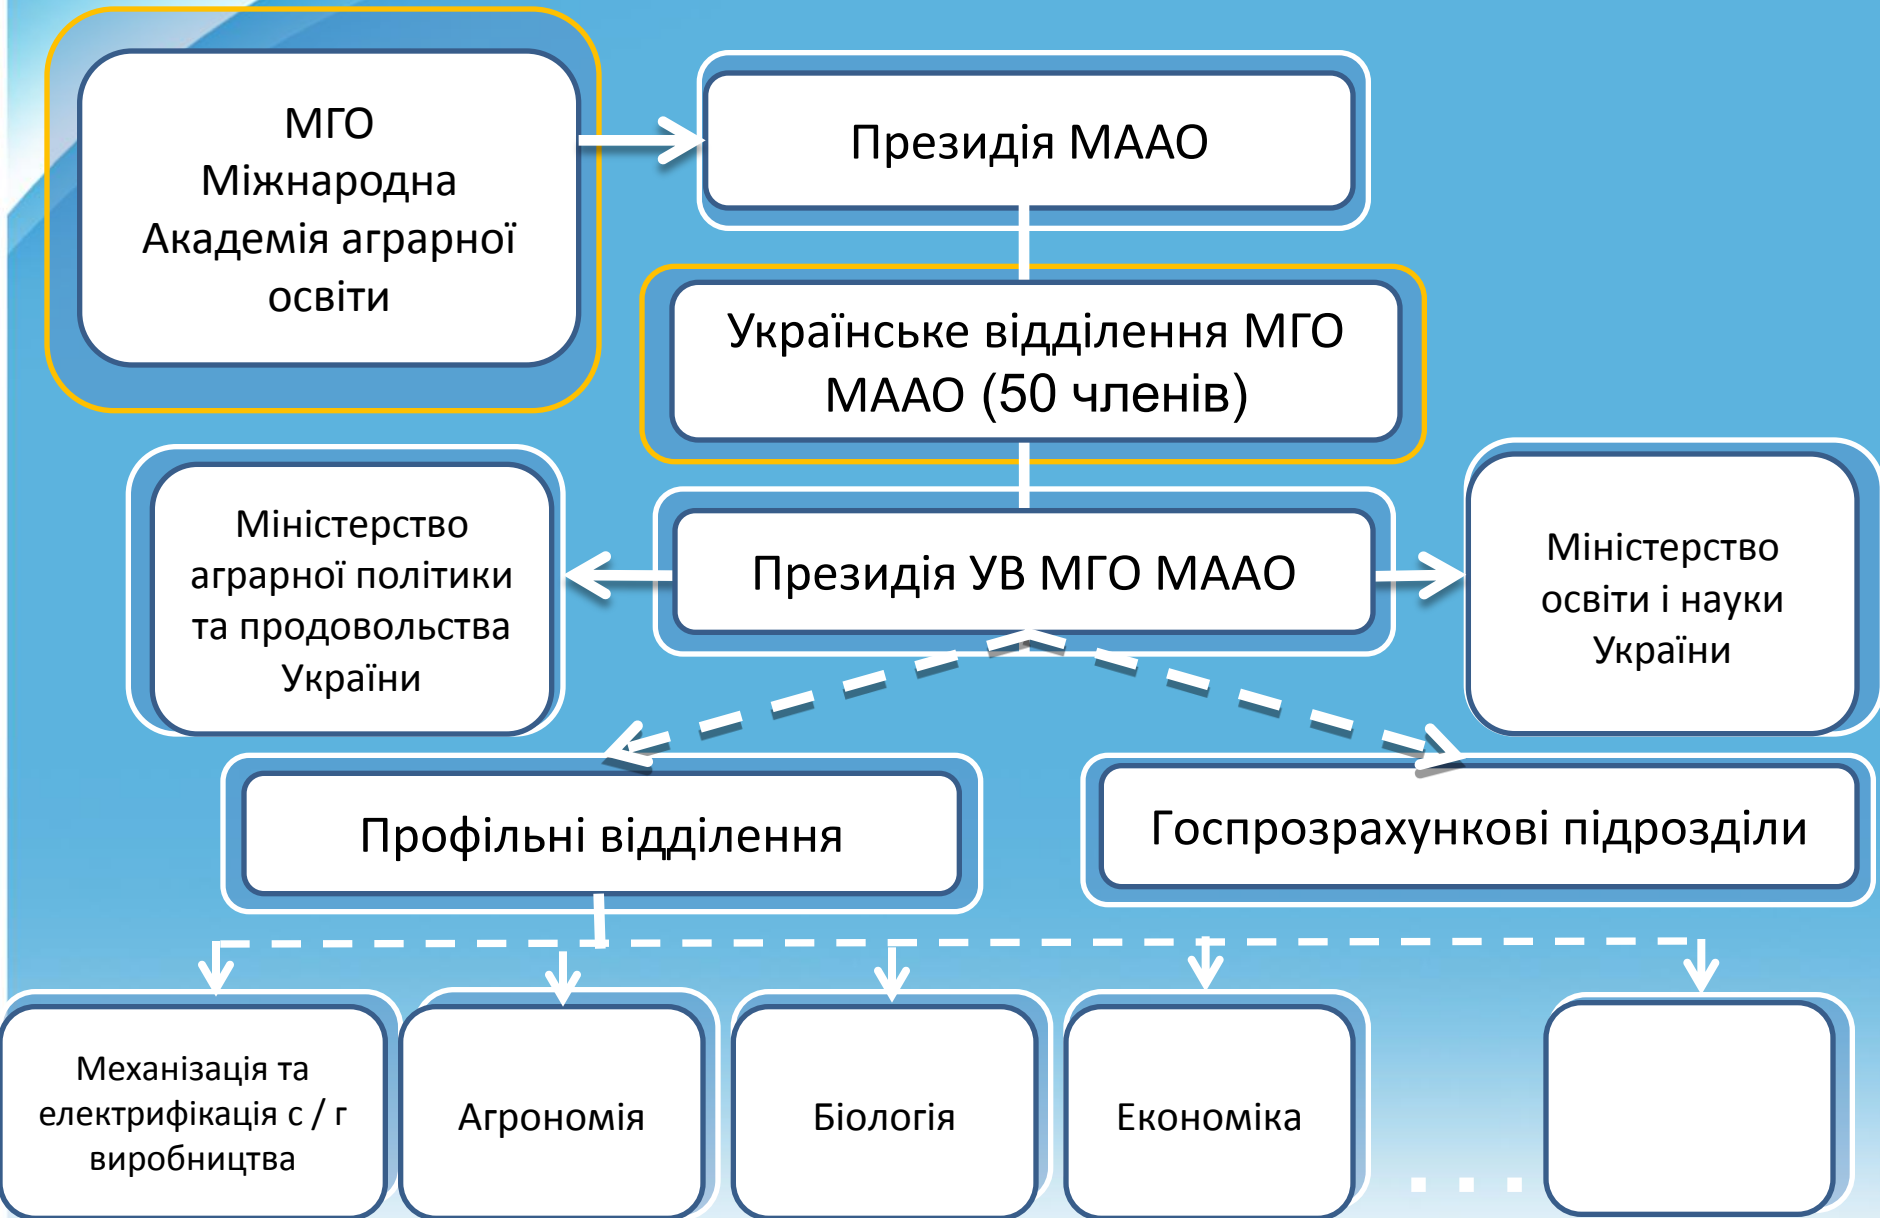 МГО
Міжнародна
Академія аграрної
освіти
Президія МААО
Українське відділення МГО
МААО (50 членів)
Міністерство
аграрної політики
та продовольства
України
Президія УВ МГО МААО
Міністерство
освіти і науки
України
Профільні відділення
Госпрозрахункові підрозділи
Механізація та
електрифікація с / г
виробництва
Агрономія
Біологія
Економіка
. . .